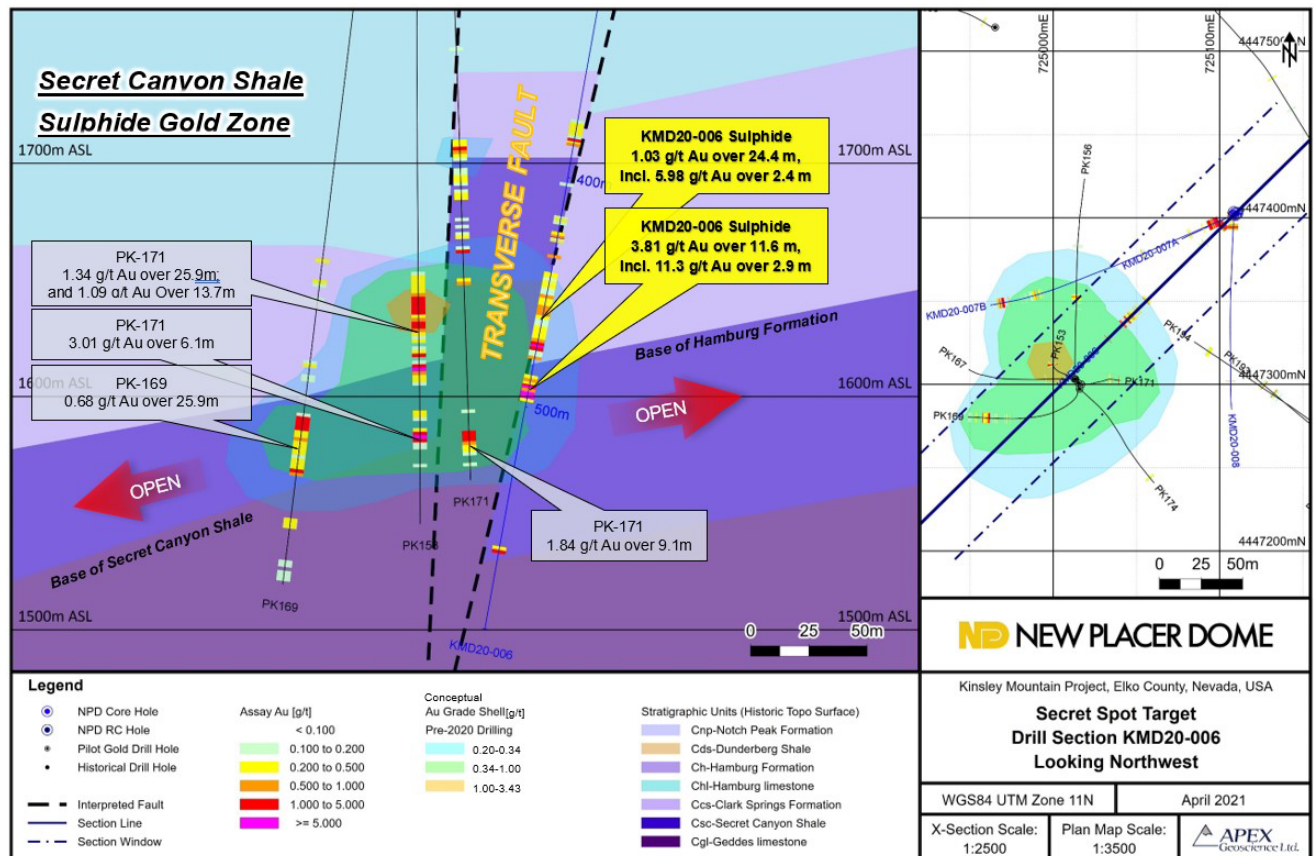 Secret Canyon Shale
Sulphide Gold Zone
1700m ASL
1700m ASL
TRANSVERSE FAULT
400m
KMD20-006 Sulphide
1.03 g/t Au over 24.4 m,
Incl. 5.98 g/t Au over 2.4 m
KMD20-006 Sulphide
3.81 g/t Au over 11.6 m,
Incl. 11.3 g/t Au over 2.9 m
PK-171
1.34 g/t Au over 25.9m;
and 1.09 g/t Au Over 13.7m
PK-171
3.01 g/t Au over 6.1m
PK-169
0.68 g/t Au over 25.9m
Base of Hamburg Formation
1600m ASL
1600m ASL
500m
OPEN
OPEN
PK171
PK-171
1.84 g/t Au over 9.1m
Base of Secret Canyon Shale
PK169
1500m ASL
1500m ASL
KMD20-006
0 25 50m
725000mE
725100mE
4447500
N
PK156
4447400mN
KMD20-007A
KMD20-007B
PK153
PK194
PK193
PK167
4447300mN
PK171
KMD20-008
PK174
4447200mN
0 25 50m
Legend
NPD Core Hole
NPD RC Hole
Pilot Gold Drill Hole
Historical Drill Hole
Interpreted Fault
Section Line
Section Window
Assay Au [g/t]
< 0.100
0.100 to 0.200
0.200 to 0.500
0.500 to 1.000
1.000 to 5.000
>= 5.000
Conceptual
Au Grade Shell[g/t]
Pre-2020 Drilling
0.20-0.34
0.34-1.00
1.00-3.43
Stratigraphic Units (Historic Topo Surface)
Cnp-Notch Peak Formation
Cds-Dunderberg Shale
Ch-Hamburg Formation
Chl-Hamburg limestone
Ccs-Clark Springs Formation
Csc-Secret Canyon Shale
Cgl-Geddes limestone
NPD NEW PLACER DOME
Kinsley Mountain Project, Elko County, Nevada, USA
Secret Spot Target
Drill Section KMD20-006
Looking Northwest
WGS84 UTM Zone 11N
April 2021
X-Section Scale:
1:2500
Plan Map Scale:
1:3500
APEX
Geoscience Ltd.